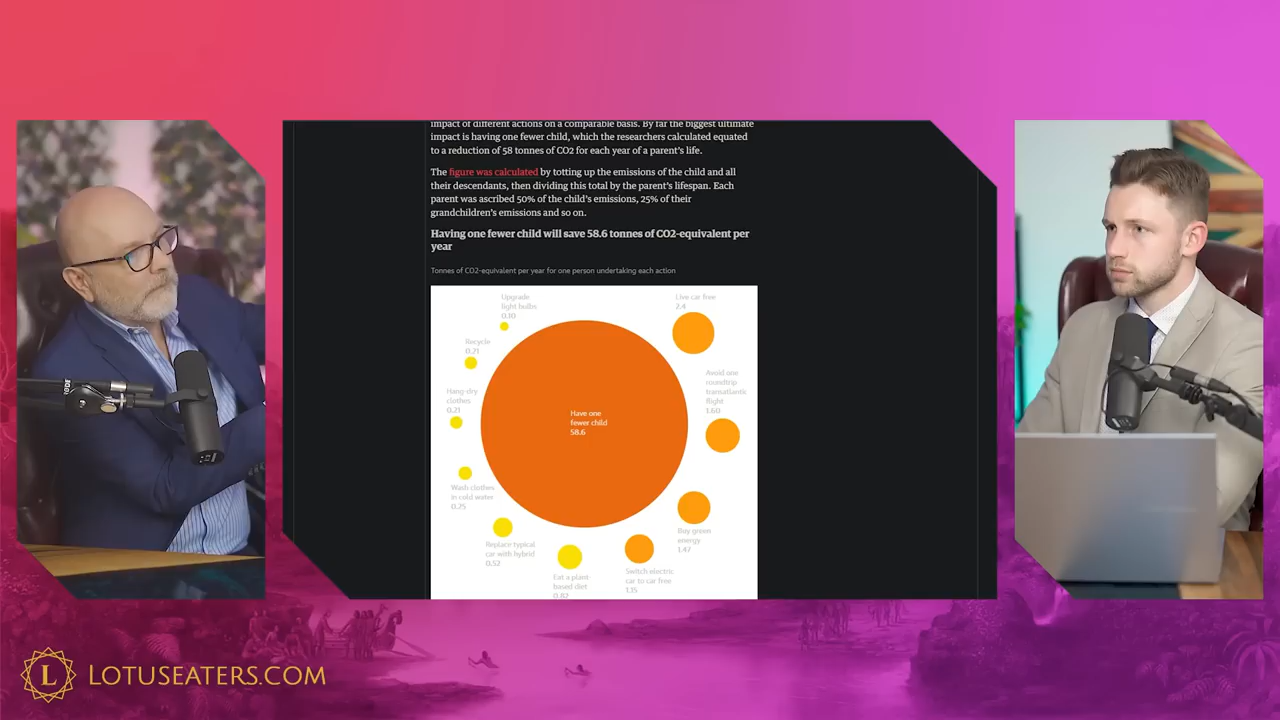 impact of different actions on a comparable basis. By far the biggest ultimate
impact is having one fewer child, which the researchers calculated equated
to a reduction of 58 tonnes of CO2 for each year of a parent's life.
The figure was calculated by totting up the emissions of the child and all
their descendants, then dividing this total by the parent's lifespan. Each
parent was ascribed 50% of the child's emissions, 25% of their
grandchildren's emissions and so on.
Having one fewer child will save 58.6 tonnes of CO2-equivalent per
year
Tonnes of CO2-equivalent per year for one person undertaking each action
Upgrade
light bulbs
0.10
Live car free
2.4
Recycle
0.21
Avoid one
roundtrip
transatlantic
flight
1.60
Hang-dry
clothes
0.21
Have one
fewer child
58.6
Wash clothes
in cold water
0.25
Buy green
energy
1.47
Replace typical
car with hybrid
0.52
Eat a plant-
based diet
0.82
Switch electric
car to car free
1.15
L
LOTUSEATERS.COM